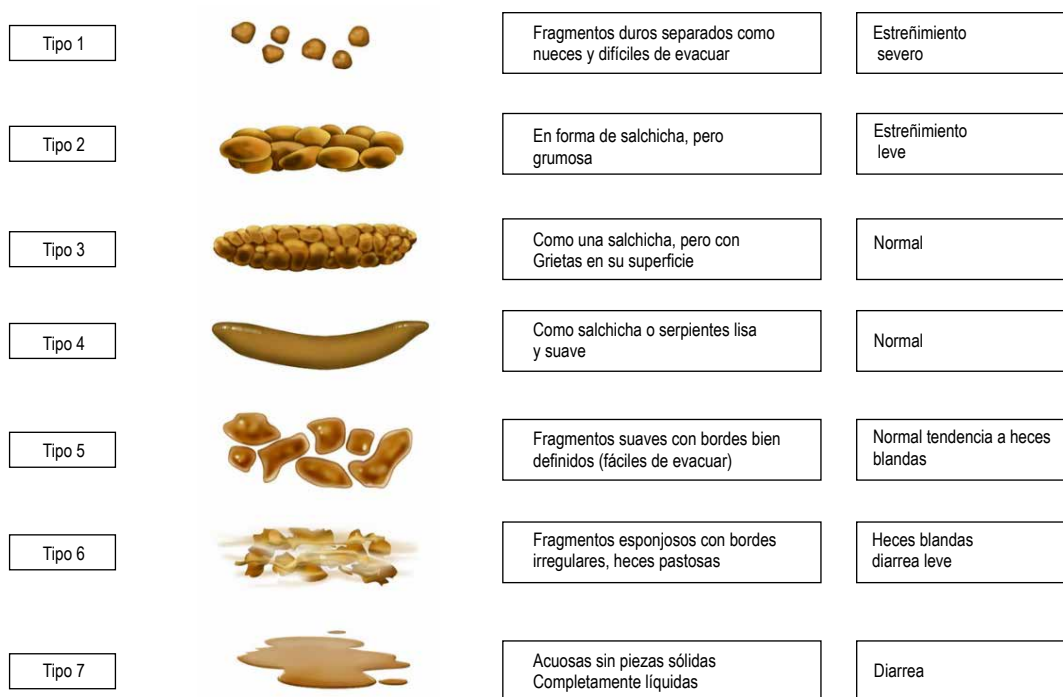 Tipo 1
Fragmentos duros separados como
nueces y difíciles de evacuar
Estreñimiento
severo
Tipo 2
En forma de salchicha, pero
grumosa
Estreñimiento
leve
Tipo 3
Como una salchicha, pero con
Grietas en su superficie
Normal
Tipo 4
Como salchicha o serpientes lisa
y suave
Normal
Tipo 5
Fragmentos suaves con bordes bien
definidos (fáciles de evacuar)
Normal tendencia a heces
blandas
Tipo 6
Fragmentos esponjosos con bordes
irregulares, heces pastosas
Heces blandas
diarrea leve
Tipo 7
Acuosas sin piezas sólidas
Completamente líquidas
Diarrea